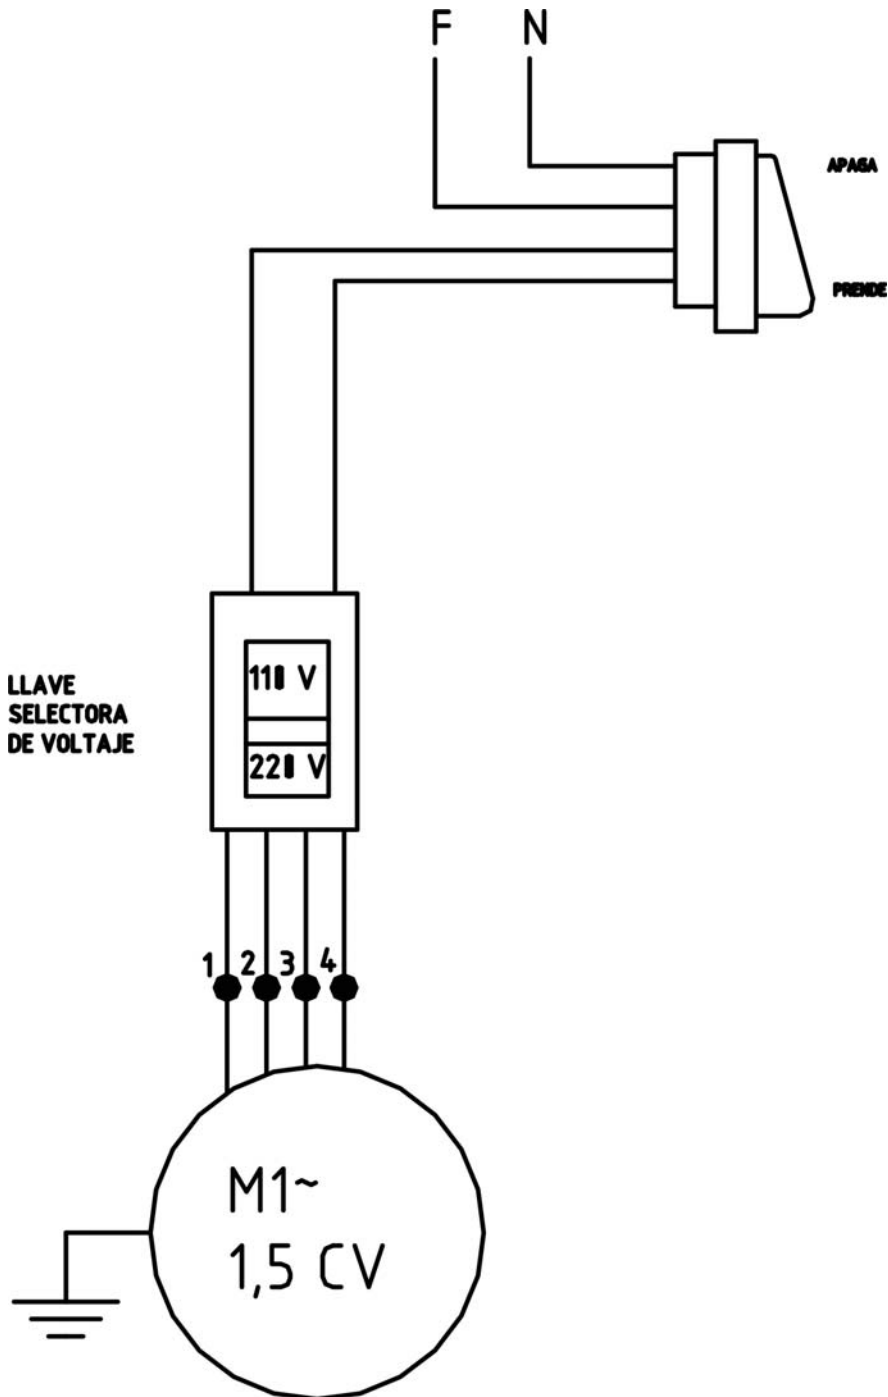 F N
APAGA
PRENDE
LLAVE
SELECTORA
DE VOLTAJE
110 V
220 V
1 2 3 4
M1~
1,5 CV